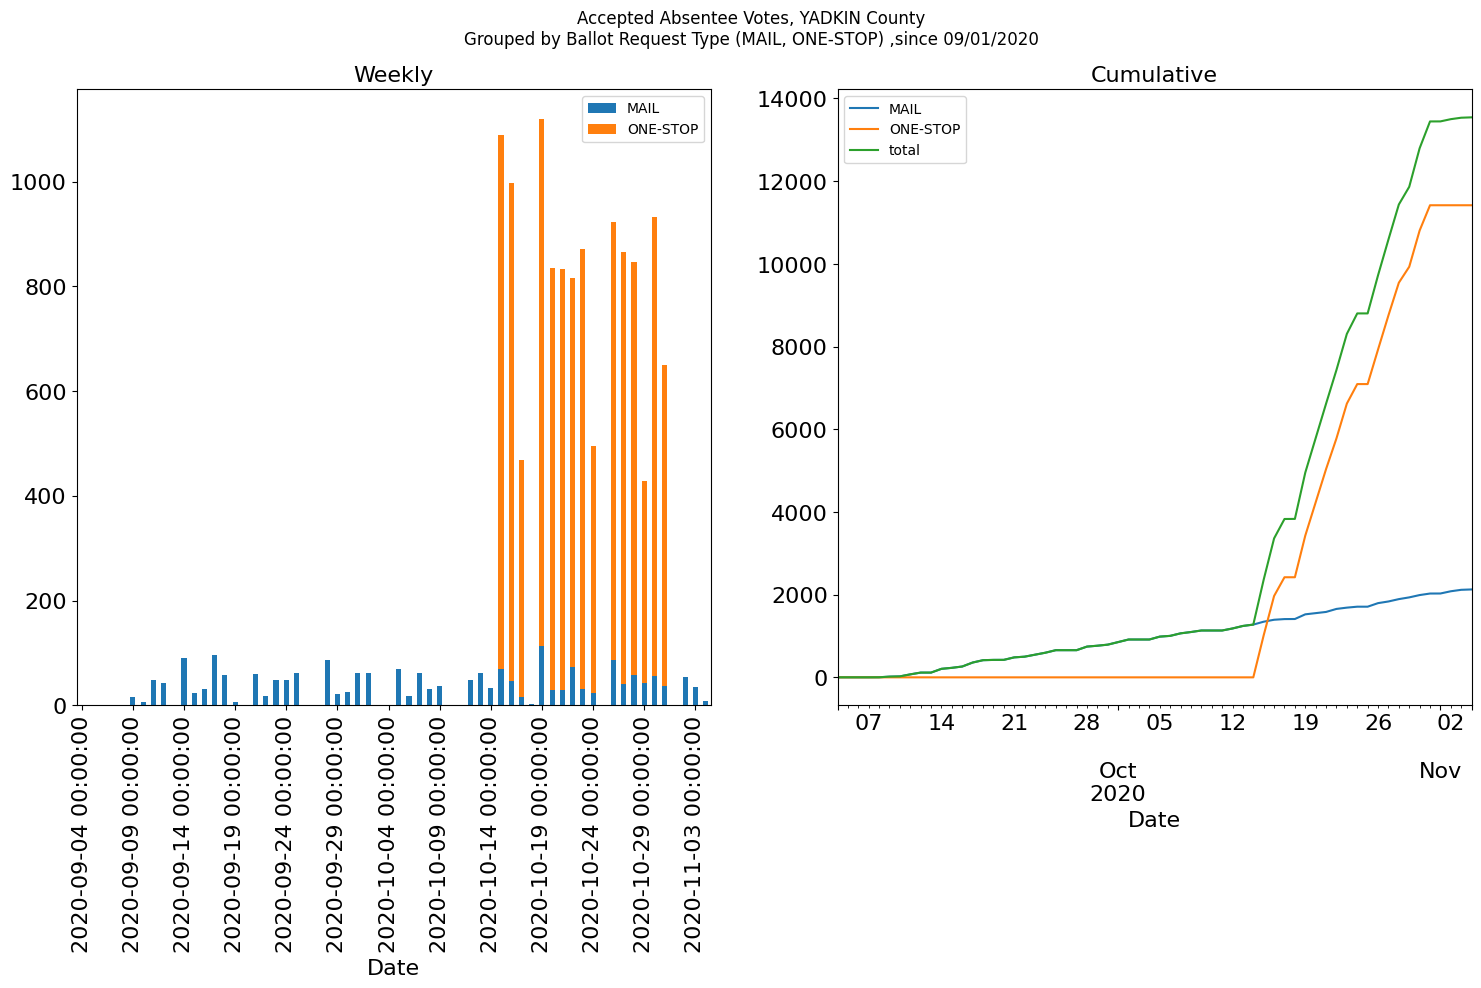 Accepted Absentee Votes, YADKIN County
Grouped by Ballot Request Type (MAIL, ONE-STOP) ,since 09/01/2020
Weekly
MAIL
ONE-STOP
1000
800
600
400
200
0
2020-09-04 00:00:00
2020-09-09 00:00:00
2020-09-14 00:00:00
2020-09-19 00:00:00
2020-09-24 00:00:00
2020-09-29 00:00:00
2020-10-04 00:00:00
2020-10-09 00:00:00
2020-10-14 00:00:00
2020-10-19 00:00:00
2020-10-24 00:00:00
2020-10-29 00:00:00
2020-11-03 00:00:00
Date
Cumulative
MAIL
ONE-STOP
total
14000
12000
10000
8000
6000
4000
2000
0
07 14 21 28 05 12 19 26 02
Oct Nov
2020
Date